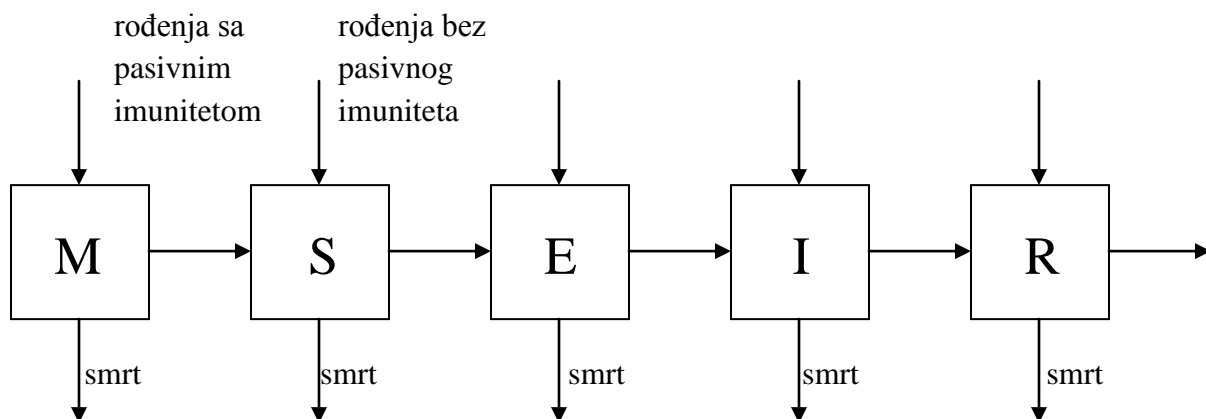 rođenja sa
pasivnim
imunitetom
rođenja bez
pasivnog
imuniteta
M
S
E
I
R
smrt
smrt
smrt
smrt
smrt